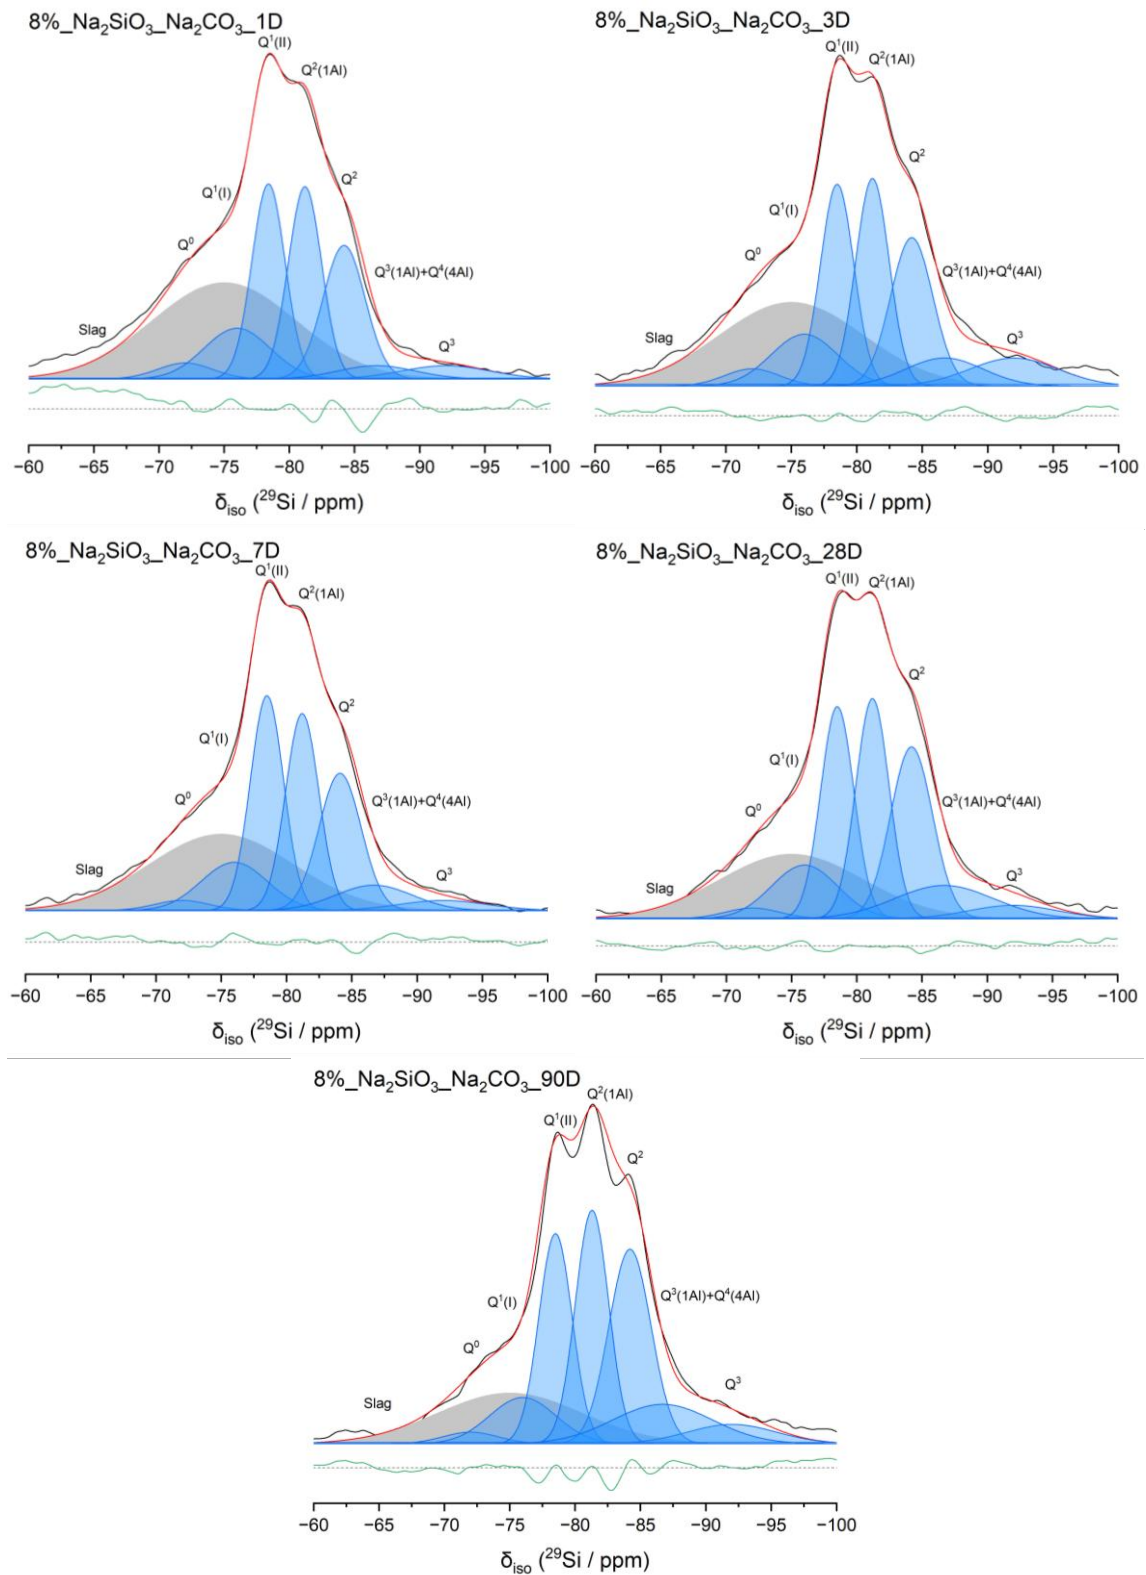 8%_Na₂SiO₃_Na₂CO₃_1D
Q¹(II)
Q²(1Al)
Q²
Q¹(I)
Q⁰
Q³(1Al)+Q⁴(4Al)
Slag
Q³
−60 −65 −70 −75 −80 −85 −90 −95 −100
δiso (²⁹Si / ppm)
8%_Na₂SiO₃_Na₂CO₃_3D
Q¹(II)
Q²(1Al)
Q²
Q¹(I)
Q⁰
Q³(1Al)+Q⁴(4Al)
Slag
Q³
−60 −65 −70 −75 −80 −85 −90 −95 −100
δiso (²⁹Si / ppm)
8%_Na₂SiO₃_Na₂CO₃_7D
Q¹(II)
Q²(1Al)
Q²
Q¹(I)
Q⁰
Q³(1Al)+Q⁴(4Al)
Slag
Q³
−60 −65 −70 −75 −80 −85 −90 −95 −100
δiso (²⁹Si / ppm)
8%_Na₂SiO₃_Na₂CO₃_28D
Q¹(II)
Q²(1Al)
Q²
Q¹(I)
Q⁰
Q³(1Al)+Q⁴(4Al)
Slag
Q³
−60 −65 −70 −75 −80 −85 −90 −95 −100
δiso (²⁹Si / ppm)
8%_Na₂SiO₃_Na₂CO₃_90D
Q²(1Al)
Q¹(II)
Q²
Q¹(I)
Q³(1Al)+Q⁴(4Al)
Q⁰
Q³
Slag
−60 −65 −70 −75 −80 −85 −90 −95 −100
δiso (²⁹Si / ppm)